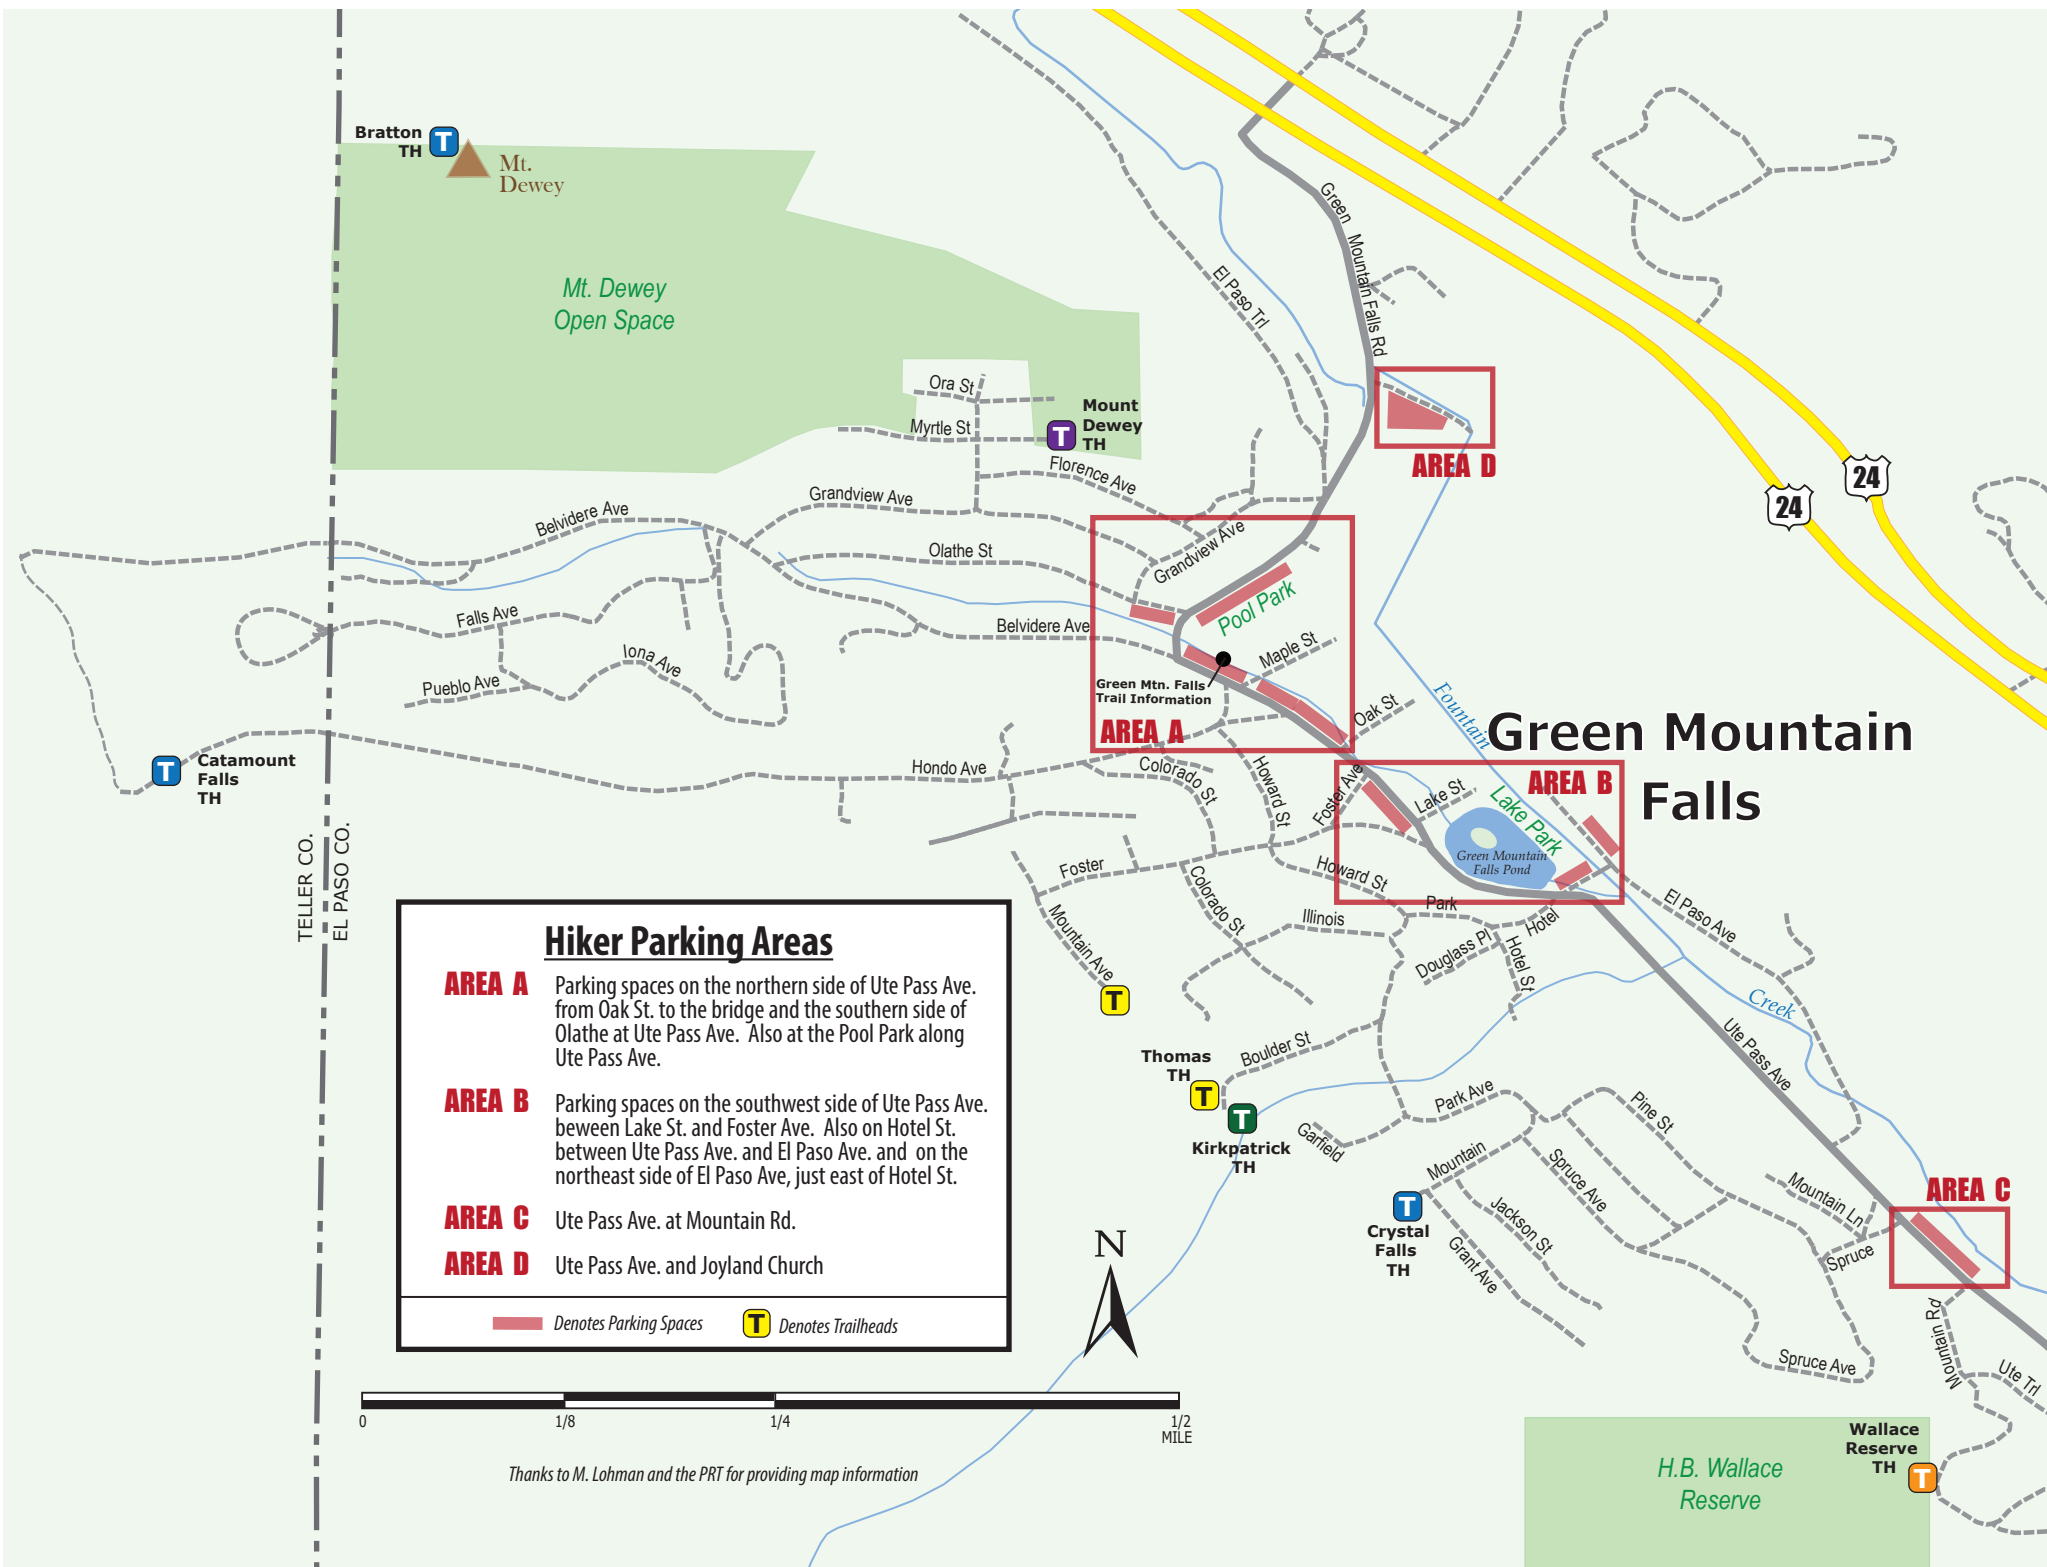 Bratton
TH
T
Mt.
Dewey
Green Mountain Falls Rd
El Paso Trl
Mt. Dewey
Open Space
Ora St
Myrtle St
Mount
Dewey
TH
T
Florence Ave
AREA D
24
24
Grandview Ave
Belvidere Ave
Olathe St
Grandview Ave
Pool Park
Belvidere Ave
Maple St
Green Mtn. Falls
Trail Information
AREA A
Oak St
Falls Ave
Iona Ave
Pueblo Ave
Fountain
Green Mountain
Falls
T
Catamount
Falls
TH
Hondo Ave
Colorado St
Howard St
Foster Ave
Lake St
Lake Park
AREA B
Green Mountain
Falls Pond
TELLER CO.
EL PASO CO.
Foster
Mountain Ave
T
Colorado St
Howard St
Illinois
Park
Hotel
Douglass Pl
Hotel St
El Paso Ave
Creek
Ute Pass Ave
Hiker Parking Areas
AREA A
Parking spaces on the northern side of Ute Pass Ave.
from Oak St. to the bridge and the southern side of
Olathe at Ute Pass Ave.  Also at the Pool Park along
Ute Pass Ave.
AREA B
Parking spaces on the southwest side of Ute Pass Ave.
beween Lake St. and Foster Ave.  Also on Hotel St.
between Ute Pass Ave. and El Paso Ave. and  on the
northeast side of El Paso Ave, just east of Hotel St.
AREA C
Ute Pass Ave. at Mountain Rd.
AREA D
Ute Pass Ave. and Joyland Church
Denotes Parking Spaces
T
Denotes Trailheads
Thomas
TH
T
Boulder St
T
Kirkpatrick
TH
Garfield
Park Ave
Pine St
Mountain
Spruce Ave
Jackson St
Grant Ave
T
Crystal
Falls
TH
Mountain Ln
Spruce
AREA C
Mountain Rd
Spruce Ave
Ute Trl
N
0
1/8
1/4
1/2
MILE
Thanks to M. Lohman and the PRT for providing map information
H.B. Wallace
Reserve
Wallace
Reserve
TH
T